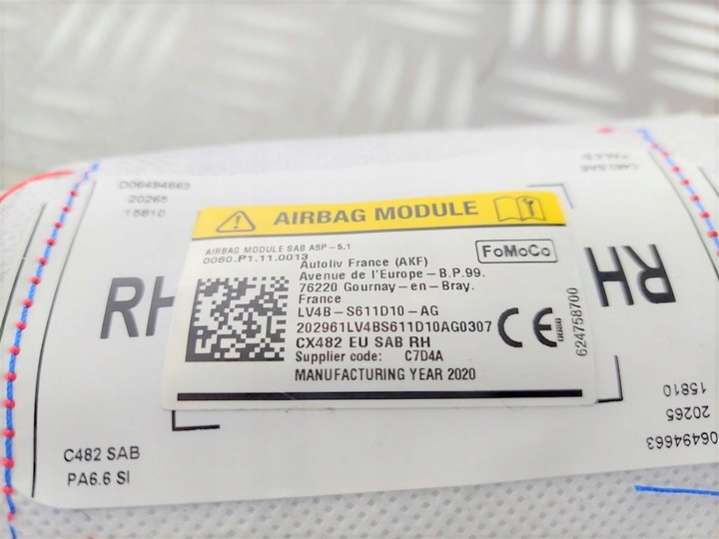 D06494663
20265
15810
AIRBAG MODULE
AIRBAG MODULE SAB ASP-5.1
0060.P1.11.0013
FoMoCo
Autoliv France (AKF)
Avenue de l'Europe-B.P.99.
76220 Gournay-en-Bray.
France
LV4B-S611D10-AG
202961LV4BS611D10AG0307
CX482 EU SAB RH
Supplier code: C7D4A
MANUFACTURING YEAR 2020
CE
624758700
RH
RH
C482 SAB
PA6.6 SI
15810
20265
06494663